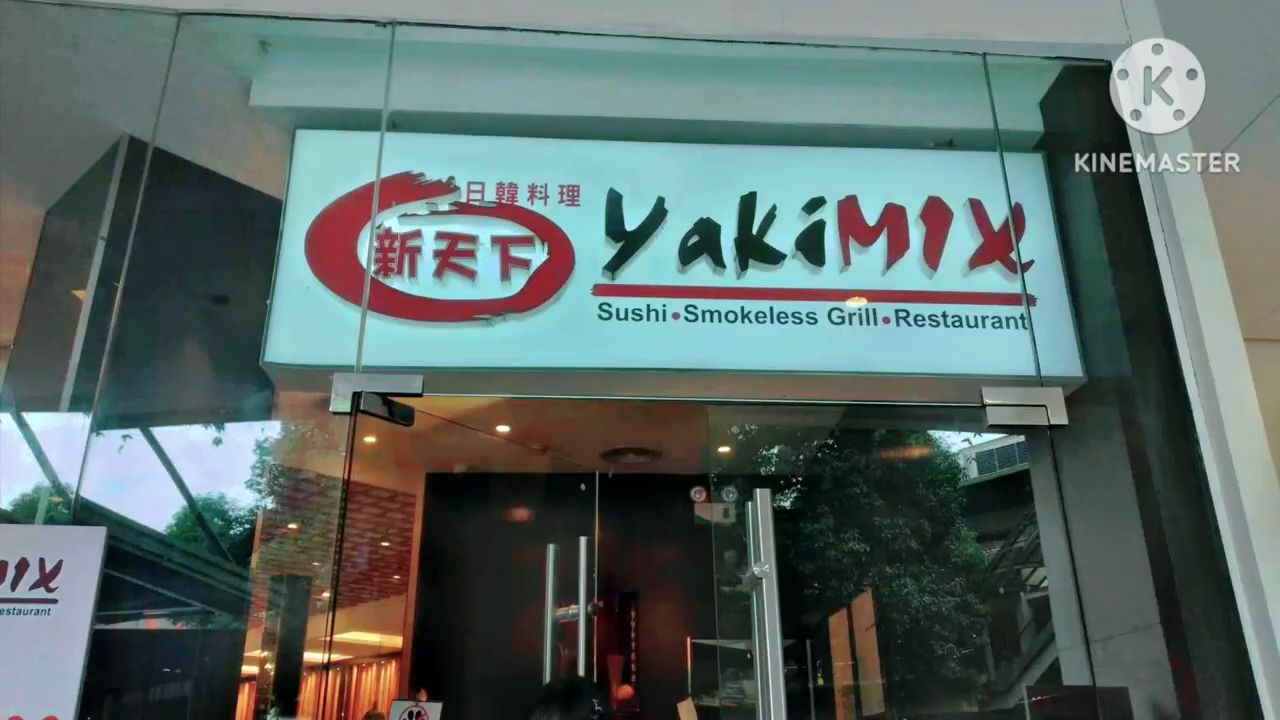 日韓料理
新天下
YakiMIX
Sushi•Smokeless Grill•Restaurant
KINEMASTER
MIX
estaurant